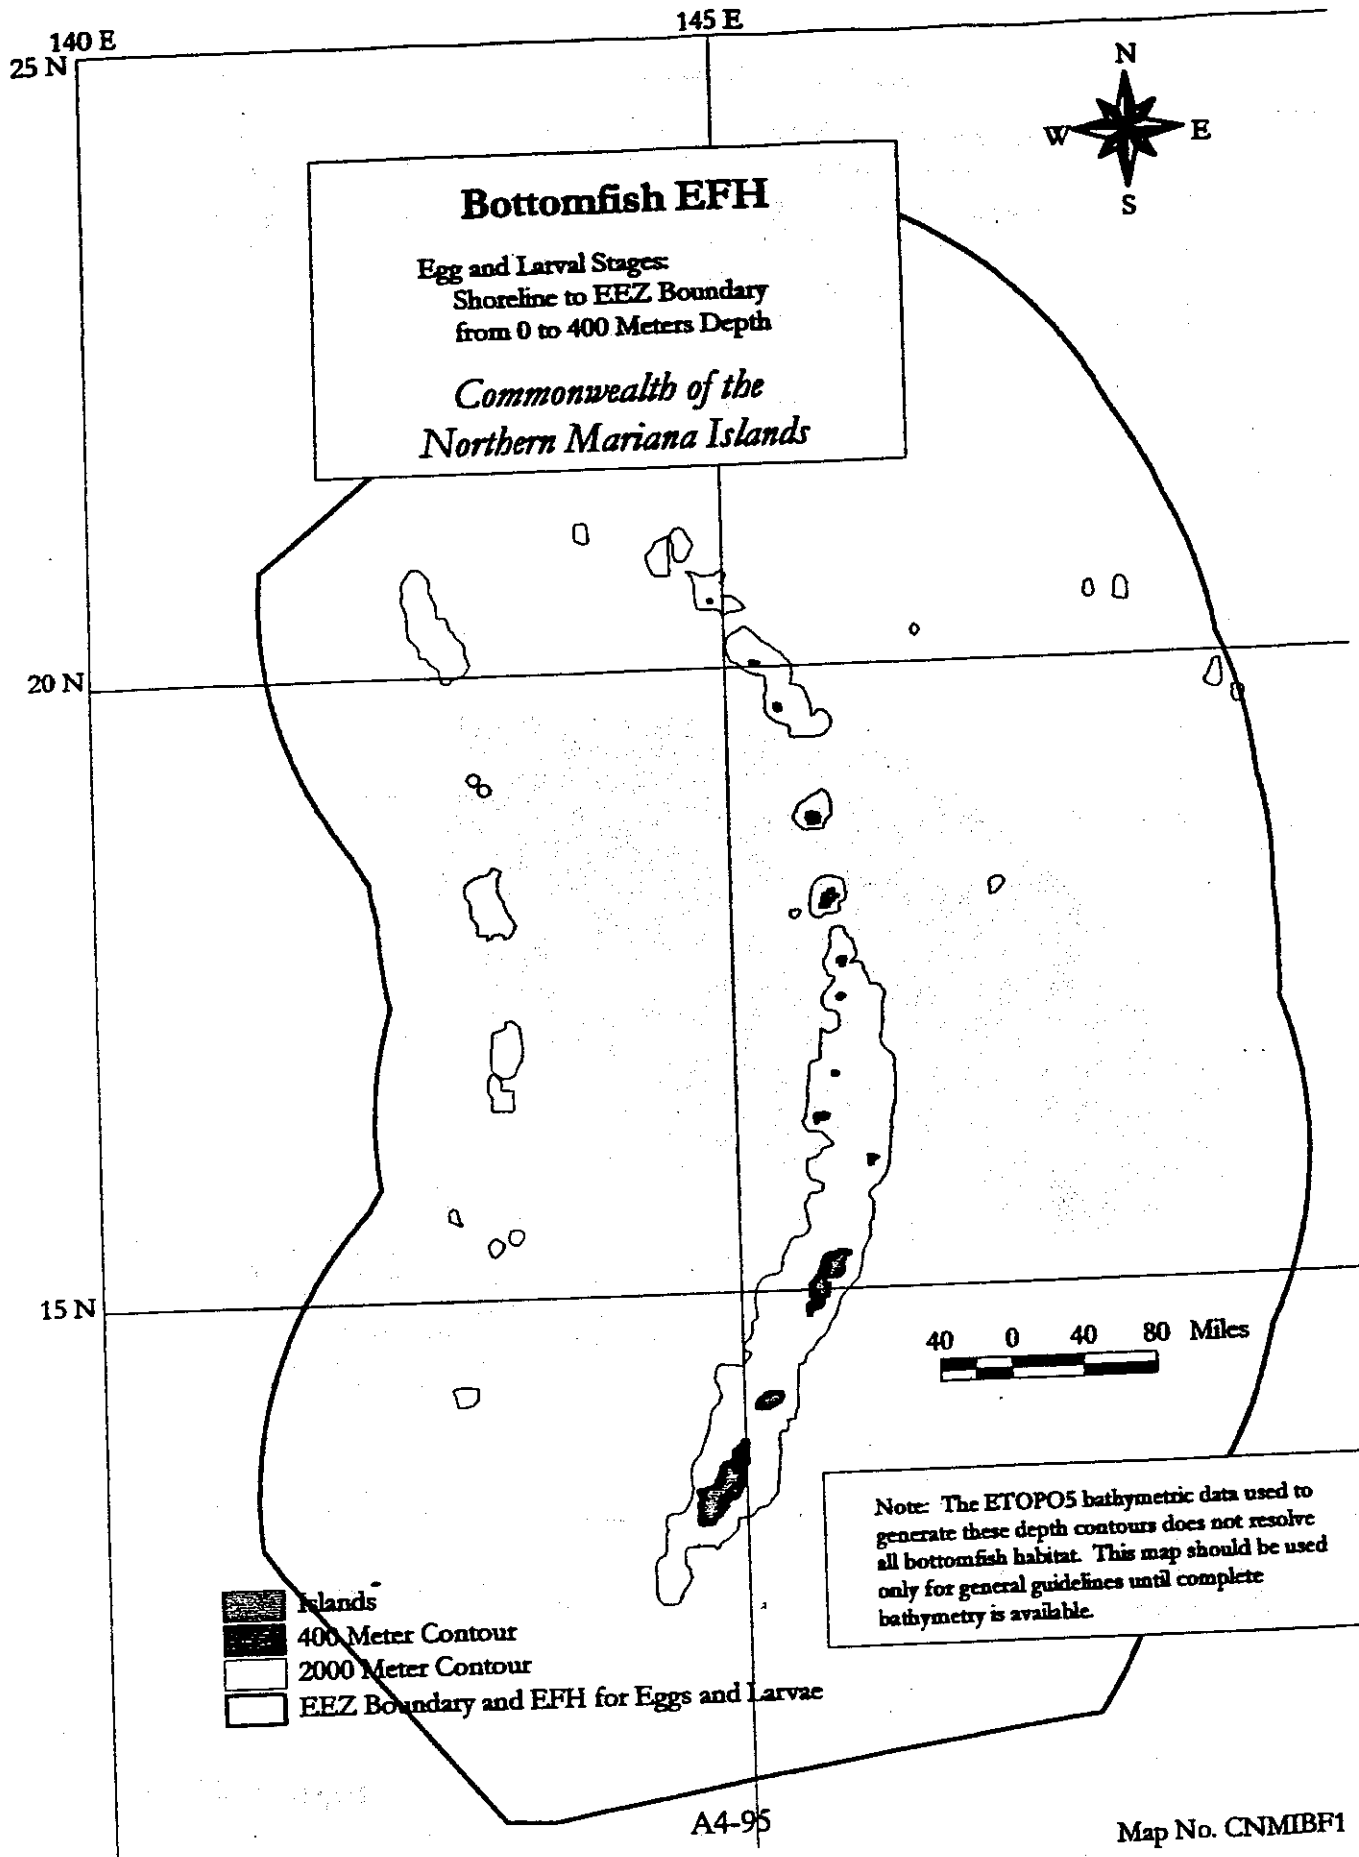 140 E
145 E
25 N
N
W
E
S
Bottomfish EFH
Egg and Larval Stages:
Shoreline to EEZ Boundary
from 0 to 400 Meters Depth
Commonwealth of the
Northern Mariana Islands
20 N
15 N
40 0 40 80 Miles
Note: The ETOPO5 bathymetric data used to
generate these depth contours does not resolve
all bottomfish habitat. This map should be used
only for general guidelines until complete
bathymetry is available.
Islands
400 Meter Contour
2000 Meter Contour
EEZ Boundary and EFH for Eggs and Larvae
A4-95
Map No. CNMIBF1